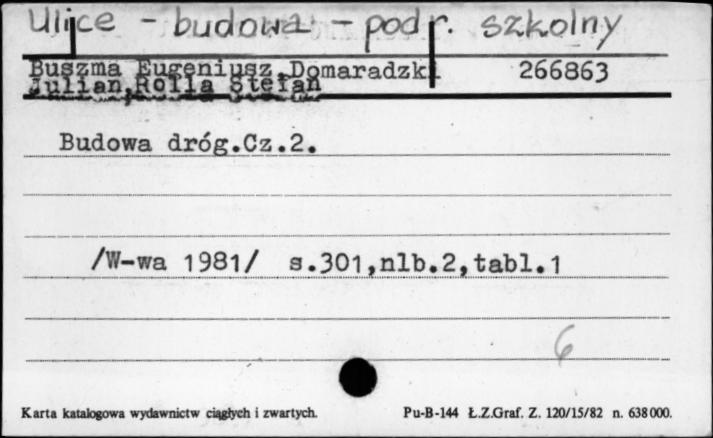 Ulice - budowa - podr. szkolny
Buszma Eugeniusz, Domaradzki 266863
Julian, Rolla Stefan
Budowa dróg.Cz.2.
/W-wa 1981/ s.301,nlb.2,tabl.1
6
Karta katalogowa wydawnictw ciągłych i zwartych. Pu-B-144 Ł.Z.Graf. Z. 120/15/82 n. 638000.